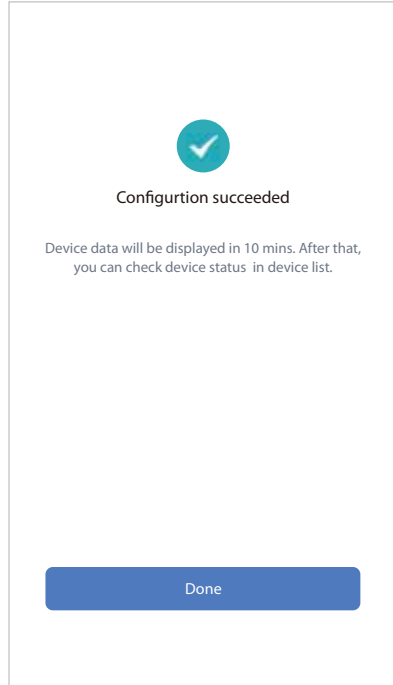 Configurtion succeeded
Device data will be displayed in 10 mins. After that,
you can check device status in device list.
Done